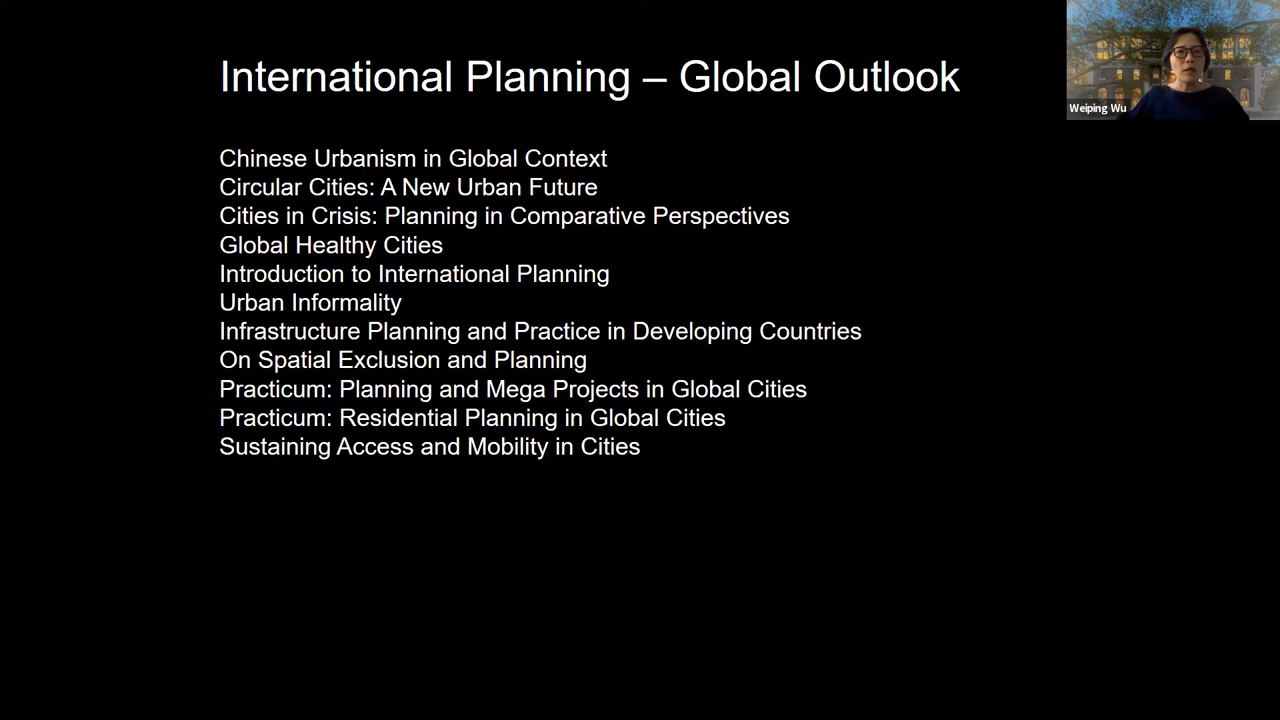 International Planning – Global Outlook
Weiping Wu
Chinese Urbanism in Global Context
Circular Cities: A New Urban Future
Cities in Crisis: Planning in Comparative Perspectives
Global Healthy Cities
Introduction to International Planning
Urban Informality
Infrastructure Planning and Practice in Developing Countries
On Spatial Exclusion and Planning
Practicum: Planning and Mega Projects in Global Cities
Practicum: Residential Planning in Global Cities
Sustaining Access and Mobility in Cities